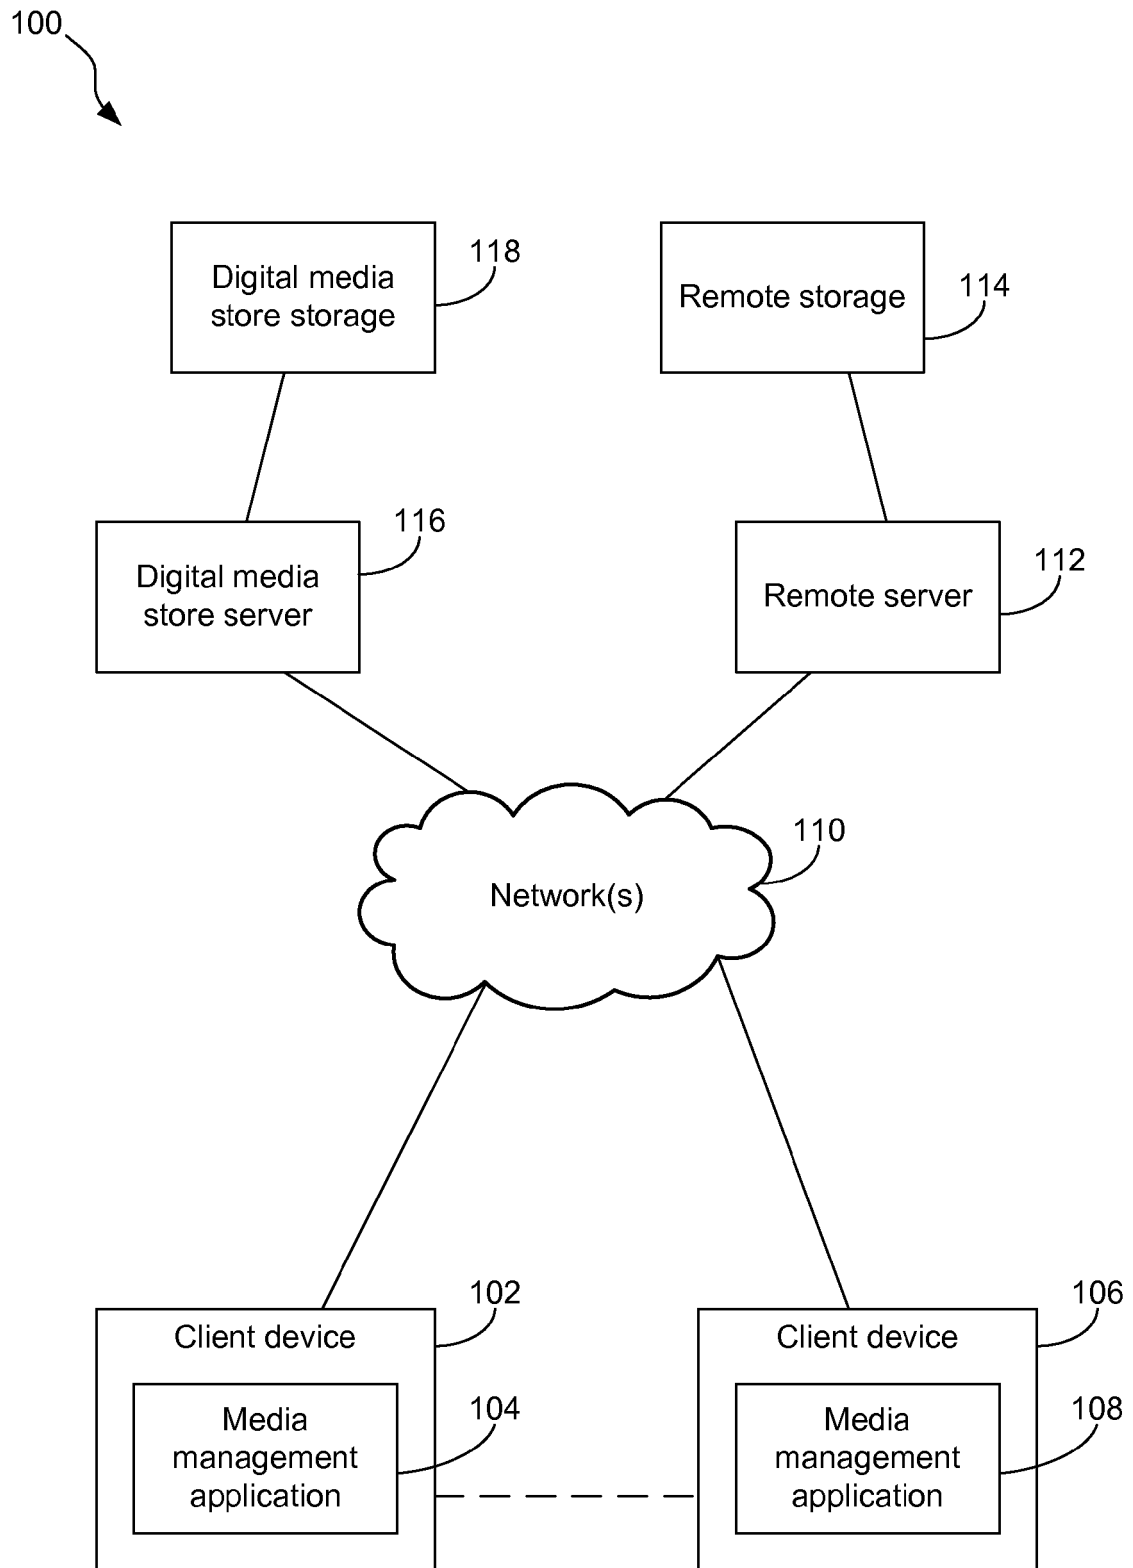 100
Digital media
store storage
118
Remote storage
114
Digital media
store server
116
Remote server
112
Network(s)
110
Client device
102
Media
management
application
104
Client device
106
Media
management
application
108